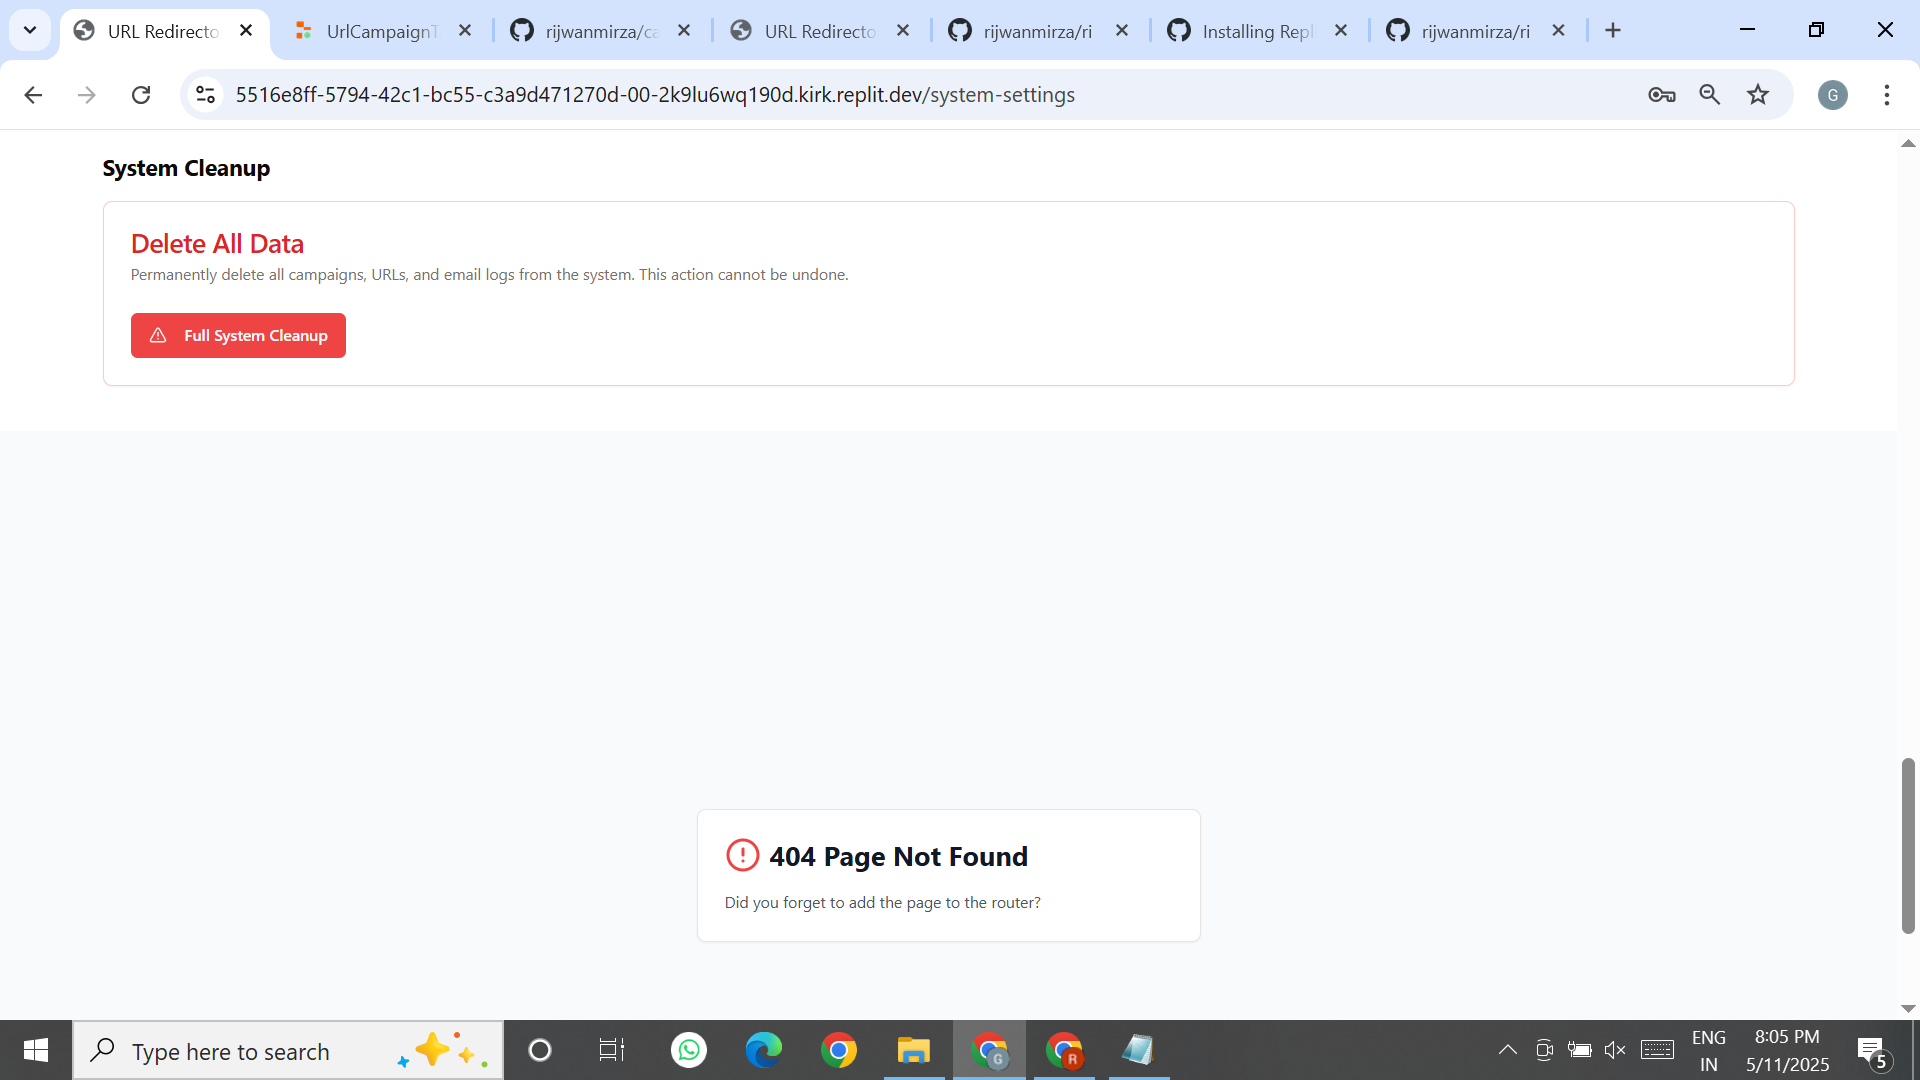 URL Redirecto
UrlCampaignT
rijwanmirza/ca
URL Redirecto
rijwanmirza/ri
Installing Repl
rijwanmirza/ri
5516e8ff-5794-42c1-bc55-c3a9d471270d-00-2k9lu6wq190d.kirk.replit.dev/system-settings
G
System Cleanup
Delete All Data
Permanently delete all campaigns, URLs, and email logs from the system. This action cannot be undone.
Full System Cleanup
404 Page Not Found
Did you forget to add the page to the router?
Type here to search
G
R
ENG
IN
8:05 PM
5/11/2025
5